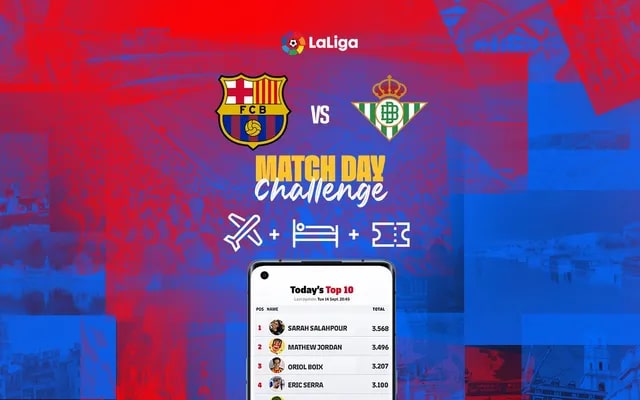 LaLiga
FCB
VS
MATCH DAY
Challenge
+ +
Today's Top 10
Last update: Tue 14 Sept. 20:43
POS NAME TOTAL
1 SARAH SALAHPOUR 3.568
2 MATHEW JORDAN 3.496
3 ORIOL BOIX 3.207
4 ERIC SERRA 3.100